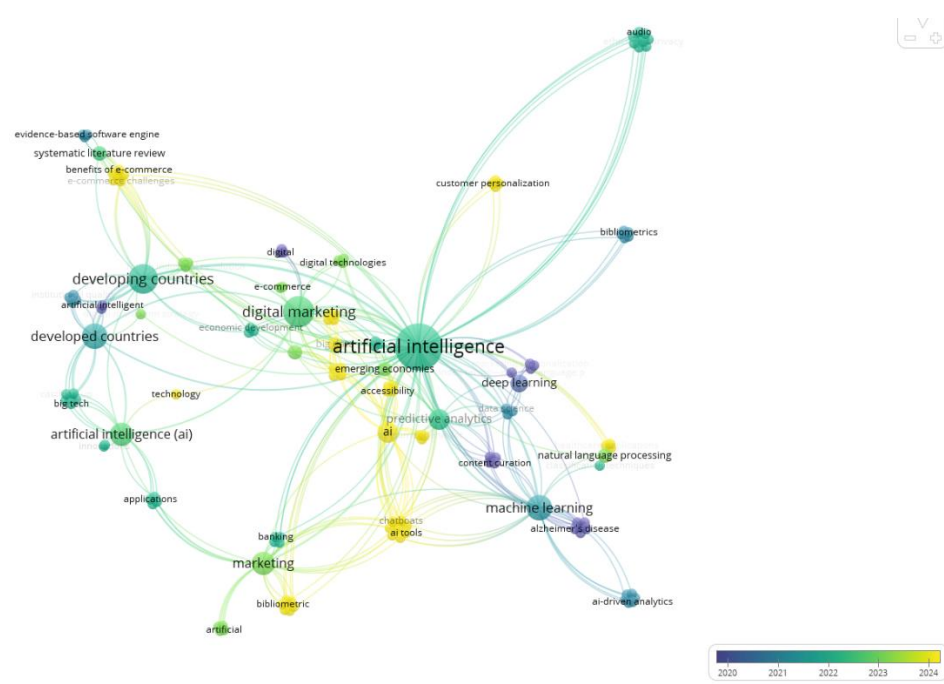 audio
evidence-based software engine
systematic literature review
benefits of e-commerce
e-commerce challenges
customer personalization
bibliometrics
digital
digital technologies
developing countries
e-commerce
artificial intelligent
digital marketing
economic development
developed countries
artificial intelligence
emerging economies
deep learning
accessibility
technology
big tech
data science
predictive analytics
ai
artificial intelligence (ai)
natural language processing
content curation
applications
machine learning
chatboats
ai tools
alzheimer's disease
banking
marketing
bibliometric
ai-driven analytics
artificial
2020 2021 2022 2023 2024